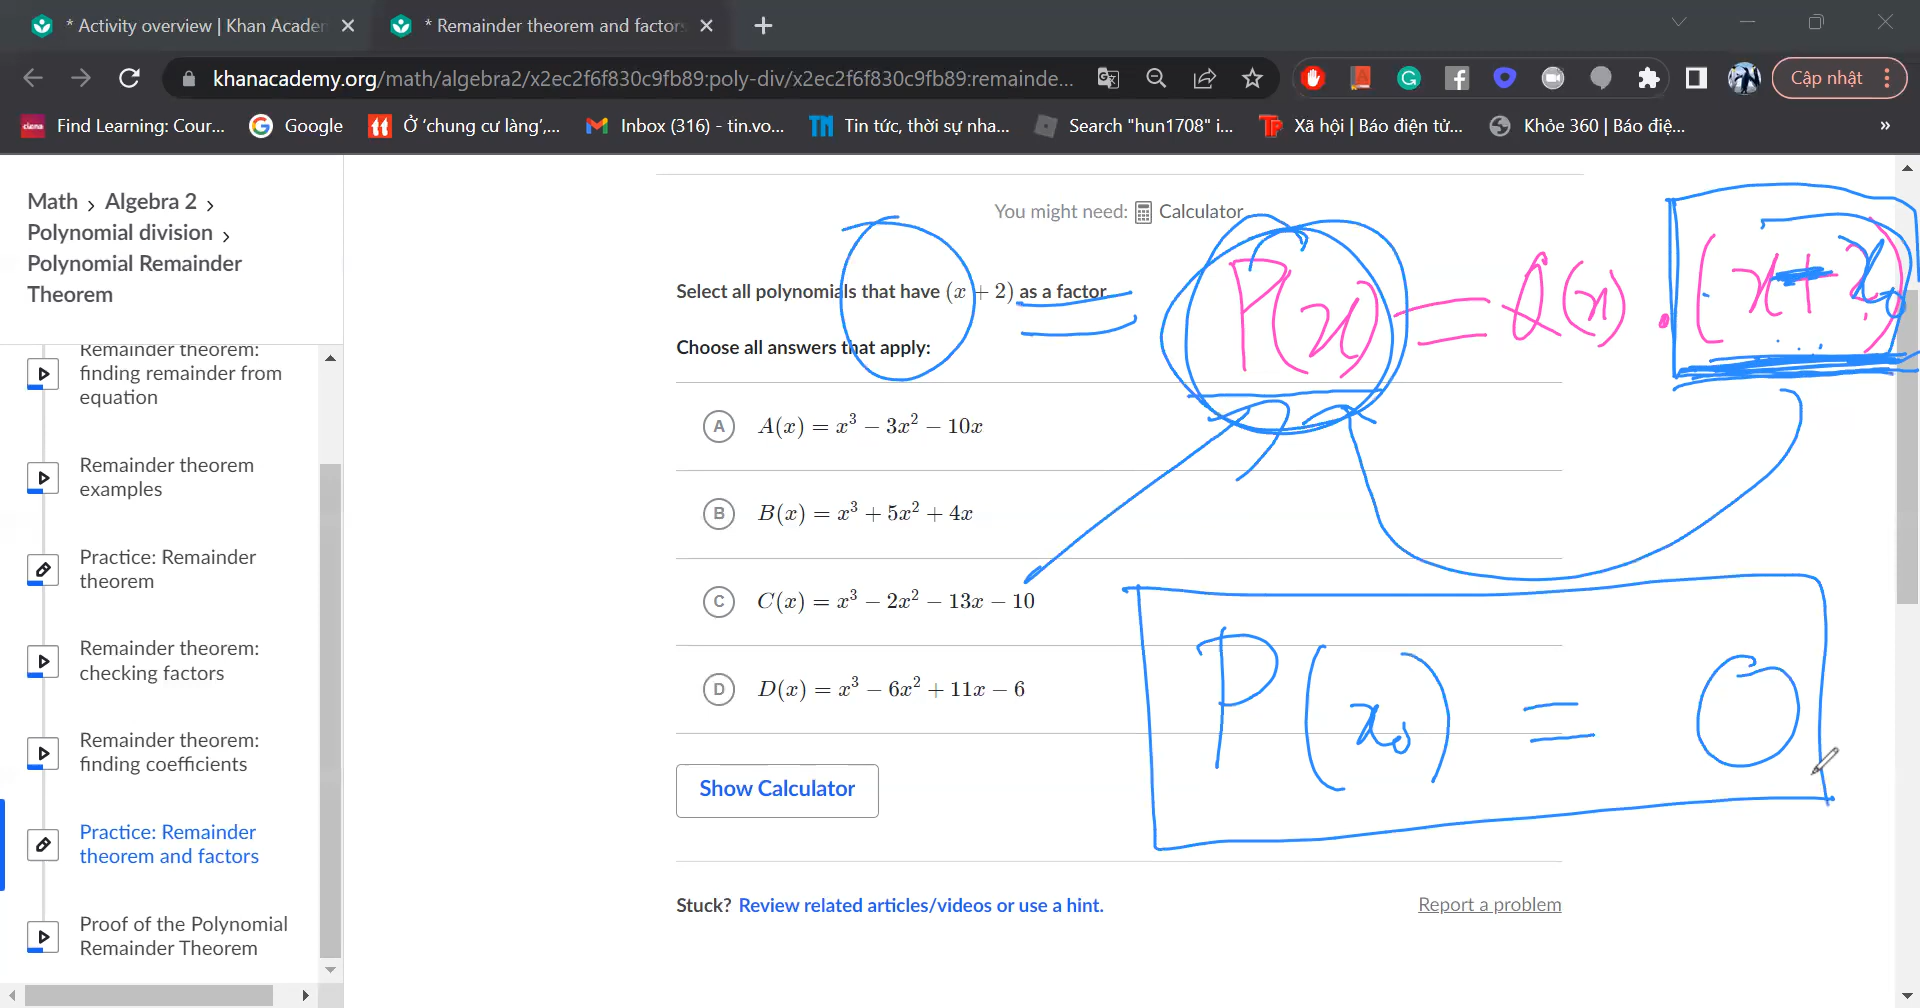 * Activity overview | Khan Academ
* Remainder theorem and factors
khanacademy.org/math/algebra2/x2ec2f6f830c9fb89:poly-div/x2ec2f6f830c9fb89:remainde...
Cập nhật
ciena Find Learning: Cour...
Google
Ở 'chung cư làng',...
Inbox (316) - tin.vo...
Tin tức, thời sự nha...
Search "hun1708" i...
Xã hội | Báo điện tử...
Khỏe 360 | Báo điệ...
»
Math > Algebra 2 >
Polynomial division >
Polynomial Remainder
Theorem
Remainder theorem:
finding remainder from
equation
Remainder theorem
examples
Practice: Remainder
theorem
Remainder theorem:
checking factors
Remainder theorem:
finding coefficients
Practice: Remainder
theorem and factors
Proof of the Polynomial
Remainder Theorem
You might need: Calculator
Select all polynomials that have (x + 2) as a factor.
P(x) = Q(x) . (x - x₀)
Choose all answers that apply:
A A(x) = x³ − 3x² − 10x
B B(x) = x³ + 5x² + 4x
C C(x) = x³ − 2x² − 13x − 10
D D(x) = x³ − 6x² + 11x − 6
P(x₀) = 0
Show Calculator
Stuck? Review related articles/videos or use a hint.
Report a problem